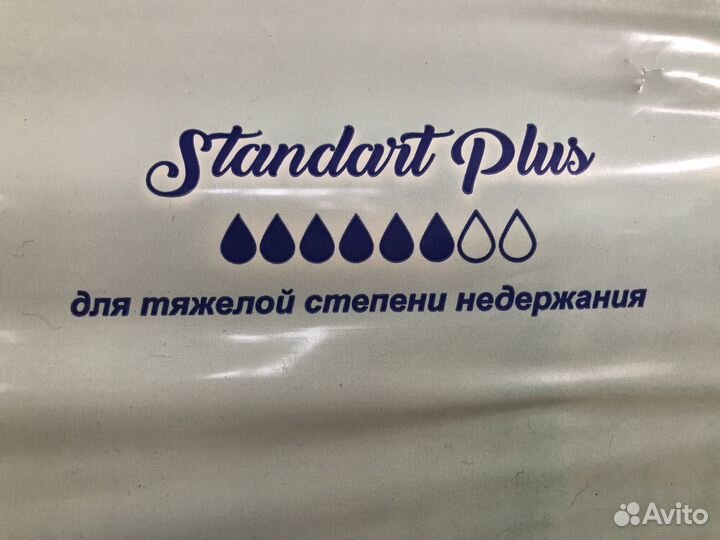 Standart Plus
для тяжелой степени недержания
Avito